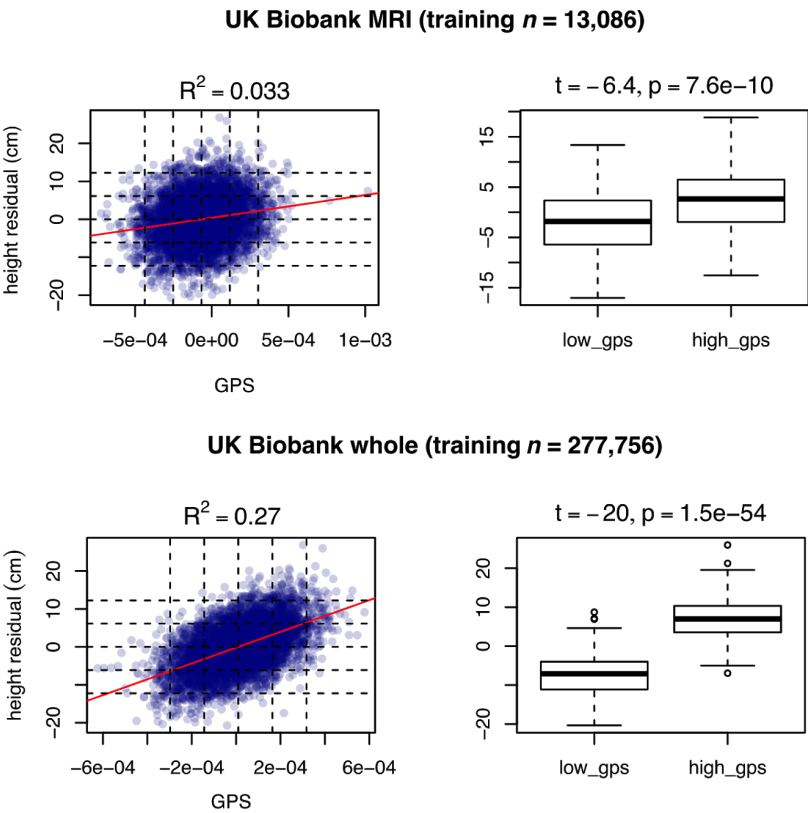 UK Biobank MRI (training n = 13,086)
R² = 0.033
t = −6.4, p = 7.6e−10
height residual (cm)
20
10
0
−20
−5e−04 0e+00 5e−04 1e−03
GPS
15
5
−5
−15
low_gps high_gps
UK Biobank whole (training n = 277,756)
R² = 0.27
t = −20, p = 1.5e−54
height residual (cm)
20
10
0
−20
−6e−04 −2e−04 2e−04 6e−04
GPS
20
10
0
−20
low_gps high_gps